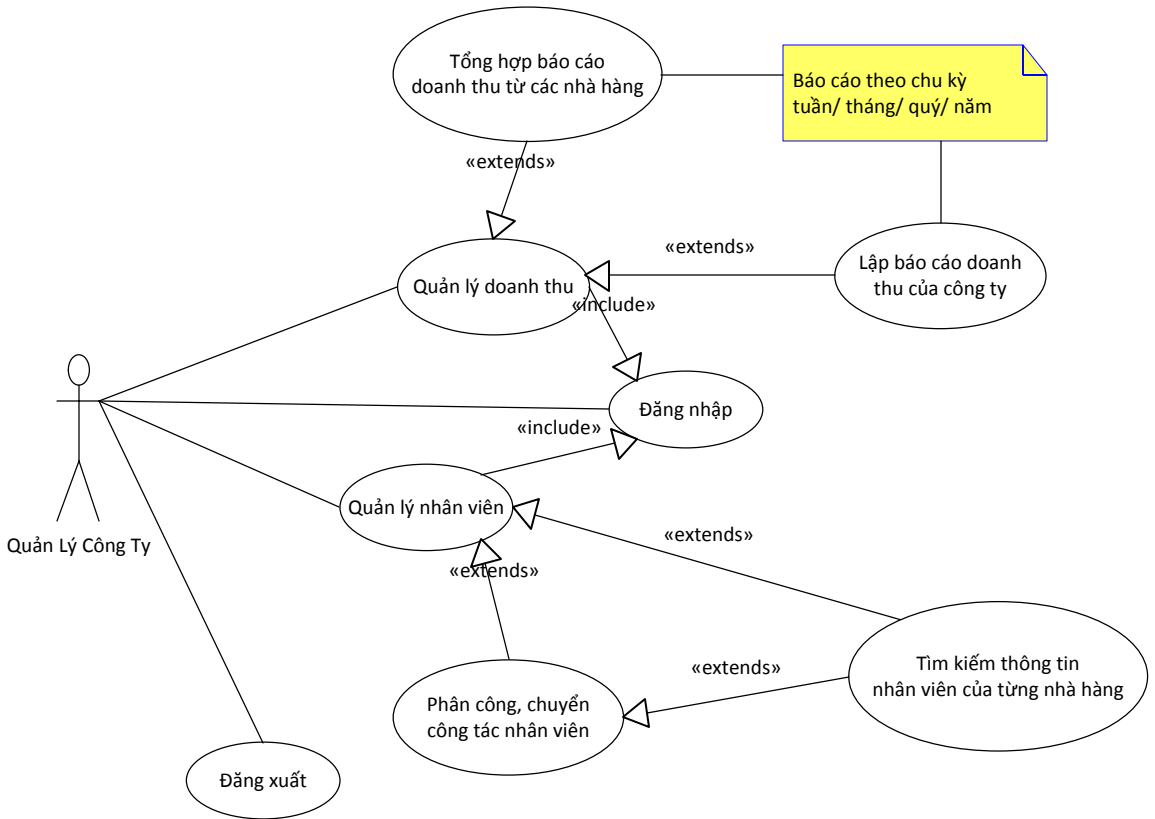 Tổng hợp báo cáo
doanh thu từ các nhà hàng
Báo cáo theo chu kỳ
tuần/ tháng/ quý/ năm
«extends»
«extends»
Quản lý doanh thu
Lập báo cáo doanh
thu của công ty
«include»
Đăng nhập
«include»
Quản lý nhân viên
«extends»
Quản Lý Công Ty
«extends»
Tìm kiếm thông tin
nhân viên của từng nhà hàng
«extends»
Phân công, chuyển
công tác nhân viên
Đăng xuất